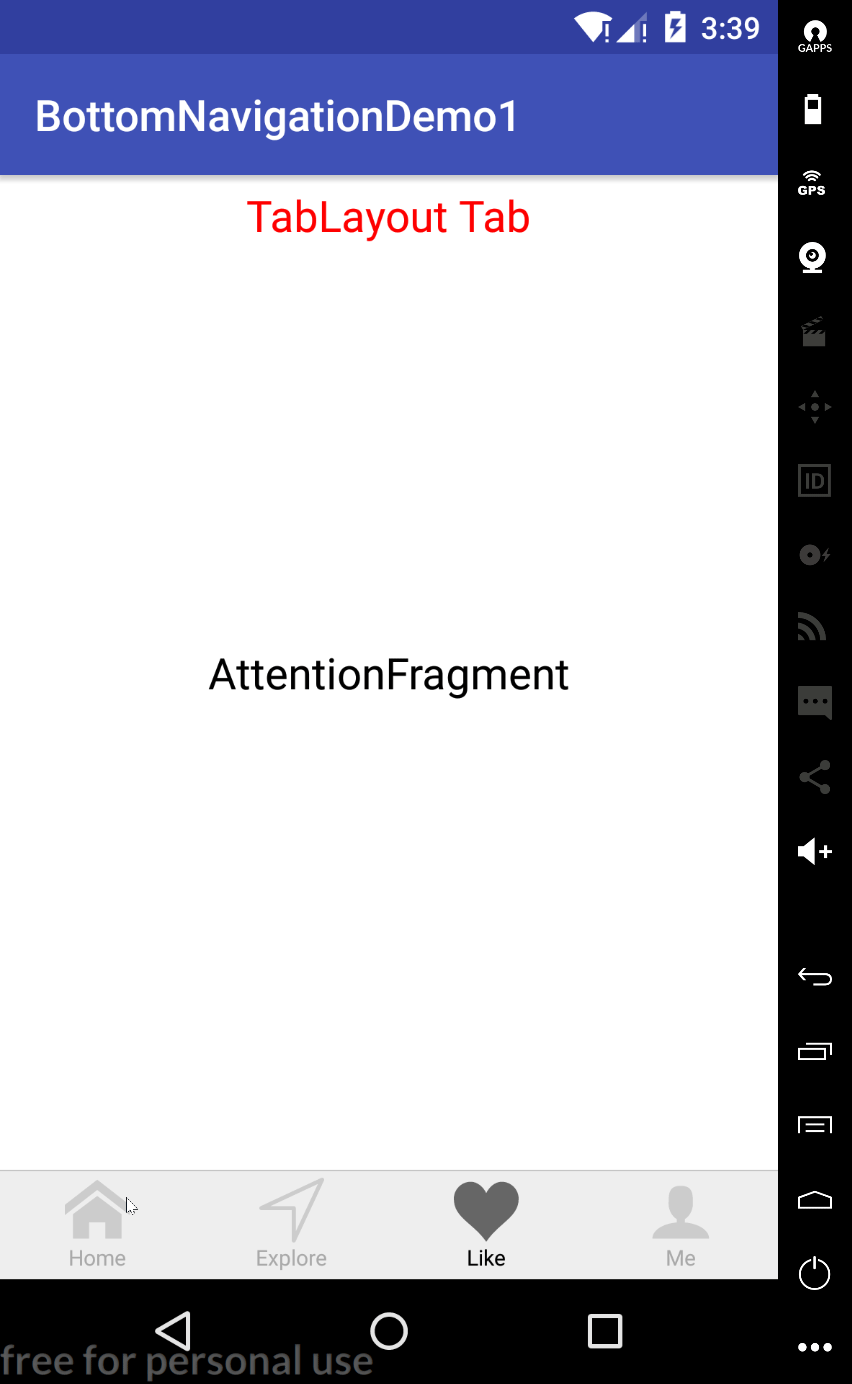 3:39
GAPPS
BottomNavigationDemo1
GPS
TabLayout Tab
ID
AttentionFragment
Home
Explore
Like
Me
free for personal use